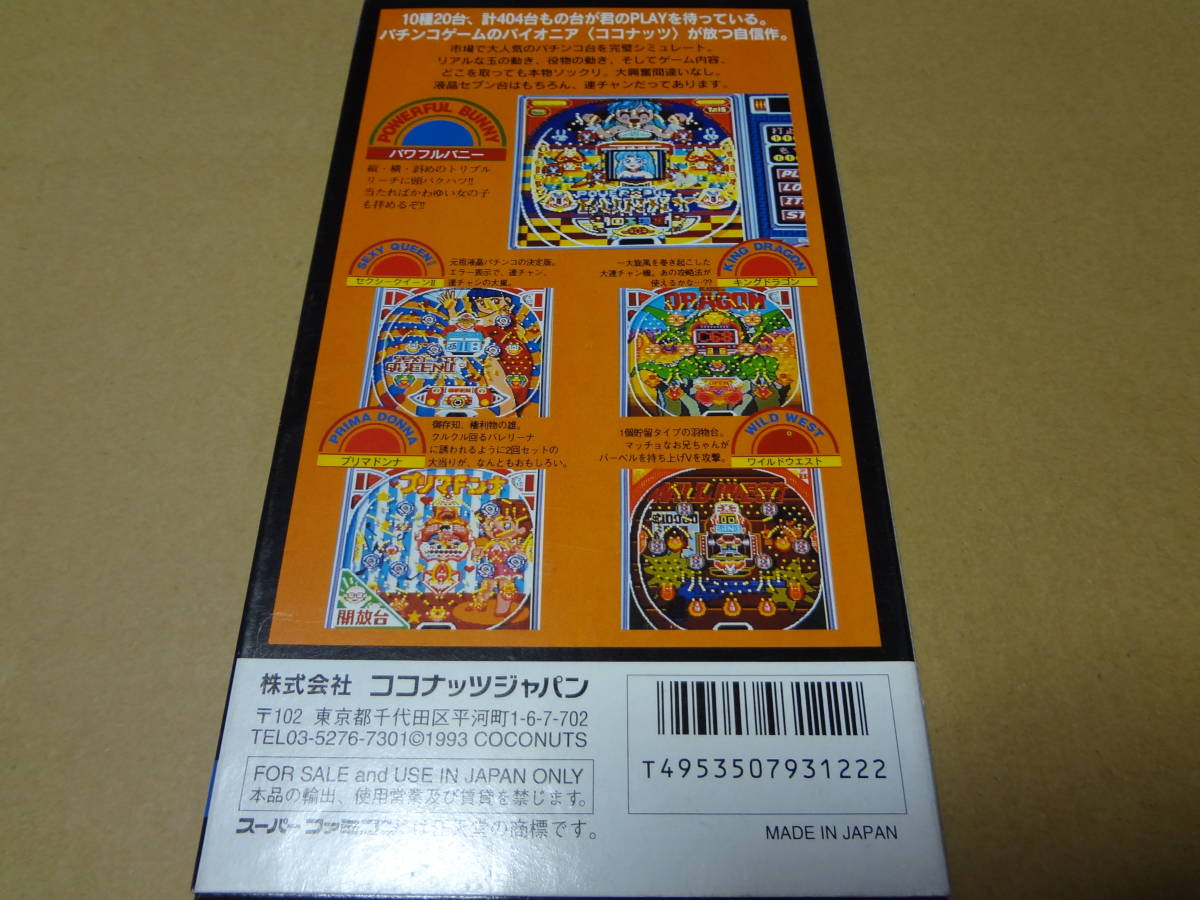 10種20台、計404台もの台が君のPLAYを待っている。
パチンコゲームのパイオニア〈ココナッツ〉が放つ自信作。
市場で大人気のパチンコ台を完璧シミュレート。
リアルな玉の動き、役物の動き、そしてゲーム内容、
どこを取っても本物ソックリ。大興奮間違いなし。
液晶セブン台はもちろん、連チャンだってあります。
POWERFUL BUNNY
パワフルバニー
縦・横・斜めのトリプル
リーチに頭バクハツ!!
当たればかわゆい女の子
も拝めるぞ!!
SEXY QUEEN II
セクシークイーンII
元祖液晶パチンコの決定版。
エラー表示で、連チャン、
連チャンの大嵐。
一大旋風を巻き起こした
大連チャン機。あの攻略法が
使えるかな…??
KING DRAGON
キングドラゴン
DRAGON
PRIMA DONNA
プリマドンナ
御存知、権利物の雄。
クルクル回るバレリーナ
に誘われるように2回セットの
大当りが、なんともおもしろい。
1個貯留タイプの羽物台。
マッチョなお兄ちゃんが
バーベルを持ち上げVを攻撃。
WILD WEST
ワイルドウエスト
プリマドンナ
開放台
株式会社 ココナッツジャパン
〒102 東京都千代田区平河町1-6-7-702
TEL03-5276-7301©1993 COCONUTS
FOR SALE and USE IN JAPAN ONLY
本品の輸出、使用営業及び賃貸を禁じます。
スーパーファミコンは任天堂の商標です。
T4953507931222
MADE IN JAPAN